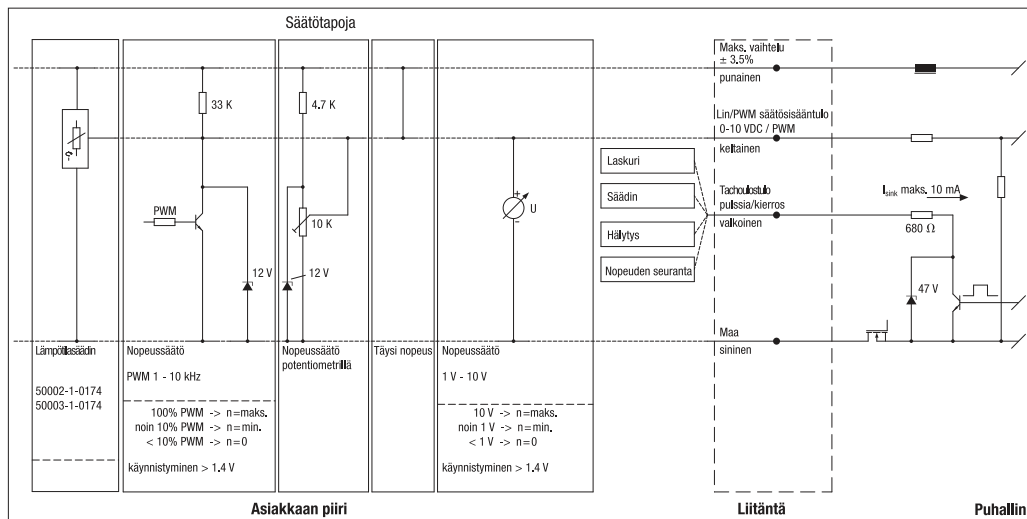 Säätötapoja
33 K
PWM
12 V
4.7 K
10 K
12 V
+
U
-
Lämpötilasäädin
50002-1-0174
50003-1-0174
Nopeussäätö
PWM 1 - 10 kHz
100% PWM -> n=maks.
noin 10% PWM -> n=min.
< 10% PWM -> n=0
käynnistyminen > 1.4 V
Nopeussäätö
potentiometrillä
Täysi nopeus
Nopeussäätö
1 V - 10 V
10 V -> n=maks.
noin 1 V -> n=min.
< 1 V -> n=0
käynnistyminen > 1.4 V
Laskuri
Säädin
Hälytys
Nopeuden seuranta
Maks. vaihtelu
± 3.5%
punainen
Lin/PWM säätösisääntulo
0-10 VDC / PWM
keltainen
Tachoulostulo
pulssia/kierros
valkoinen
Maa
sininen
Isink maks. 10 mA
680 Ω
47 V
Asiakkaan piiri
Liitäntä
Puhallin